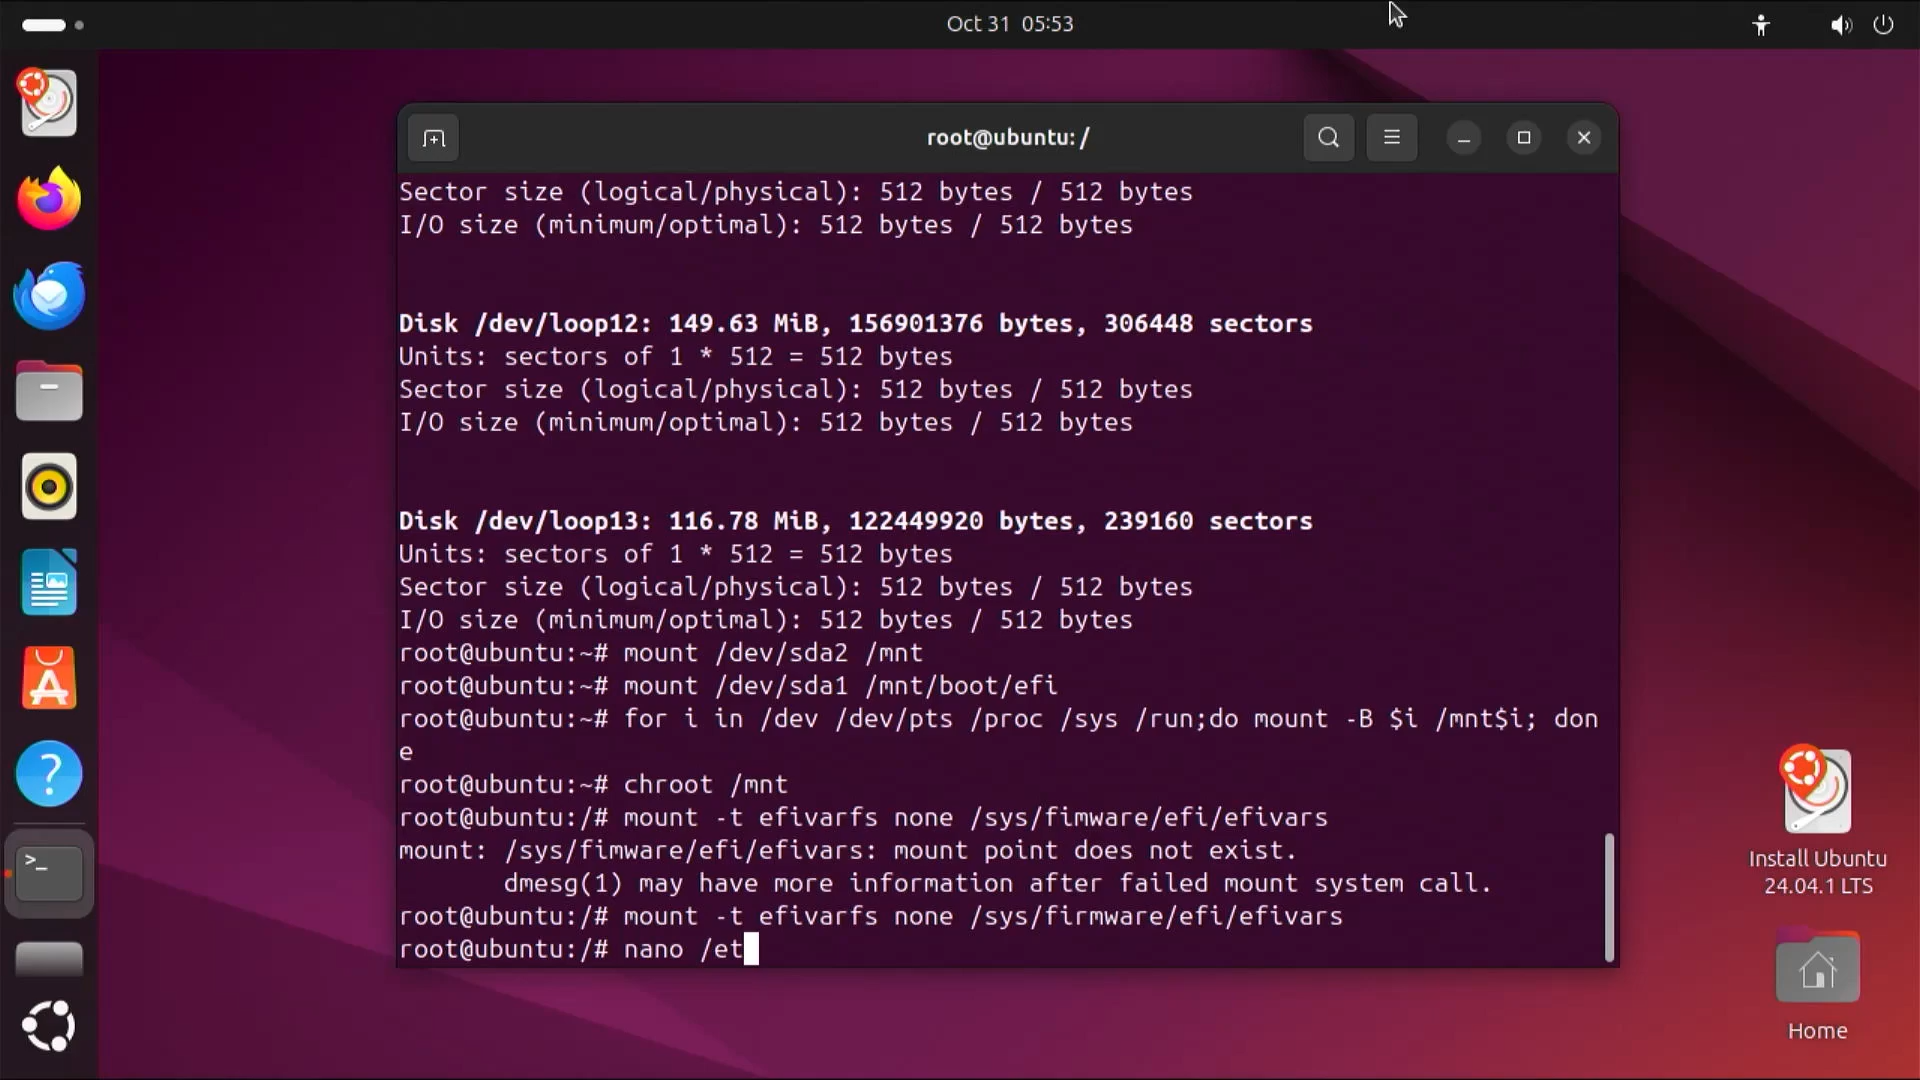 Oct 31 05:53
root@ubuntu: /
Sector size (logical/physical): 512 bytes / 512 bytes
I/O size (minimum/optimal): 512 bytes / 512 bytes
Disk /dev/loop12: 149.63 MiB, 156901376 bytes, 306448 sectors
Units: sectors of 1 * 512 = 512 bytes
Sector size (logical/physical): 512 bytes / 512 bytes
I/O size (minimum/optimal): 512 bytes / 512 bytes
Disk /dev/loop13: 116.78 MiB, 122449920 bytes, 239160 sectors
Units: sectors of 1 * 512 = 512 bytes
Sector size (logical/physical): 512 bytes / 512 bytes
I/O size (minimum/optimal): 512 bytes / 512 bytes
root@ubuntu:~# mount /dev/sda2 /mnt
root@ubuntu:~# mount /dev/sda1 /mnt/boot/efi
root@ubuntu:~# for i in /dev /dev/pts /proc /sys /run;do mount -B $i /mnt$i; don
e
root@ubuntu:~# chroot /mnt
root@ubuntu:/# mount -t efivarfs none /sys/fimware/efi/efivars
mount: /sys/fimware/efi/efivars: mount point does not exist.
dmesg(1) may have more information after failed mount system call.
root@ubuntu:/# mount -t efivarfs none /sys/firmware/efi/efivars
root@ubuntu:/# nano /et
Install Ubuntu
24.04.1 LTS
Home